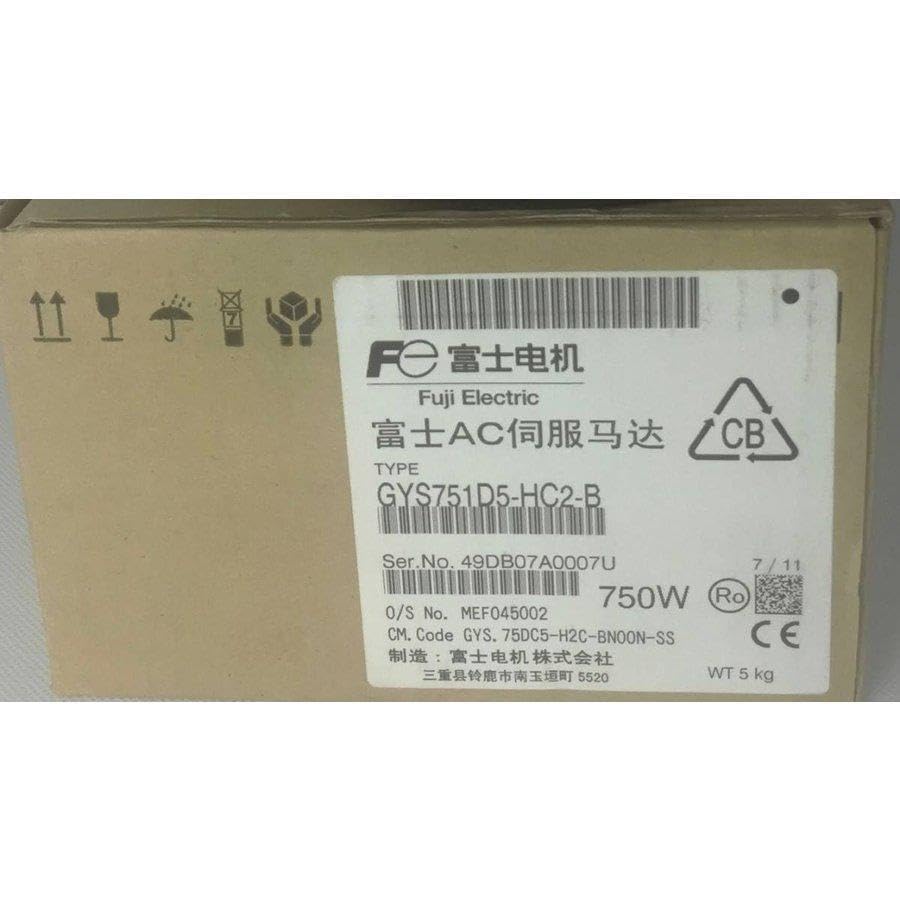 7
Fe 富士电机
Fuji Electric
富士AC伺服马达
CB
TYPE
GYS751D5-HC2-B
Ser.No. 49DB07A0007U
7 / 11
750W
Ro
O/S No. MEF045002
CM.Code GYS.75DC5-H2C-BN00N-SS
CE
制造：富士电机株式会社
三重县铃鹿市南玉垣町 5520
WT 5 kg